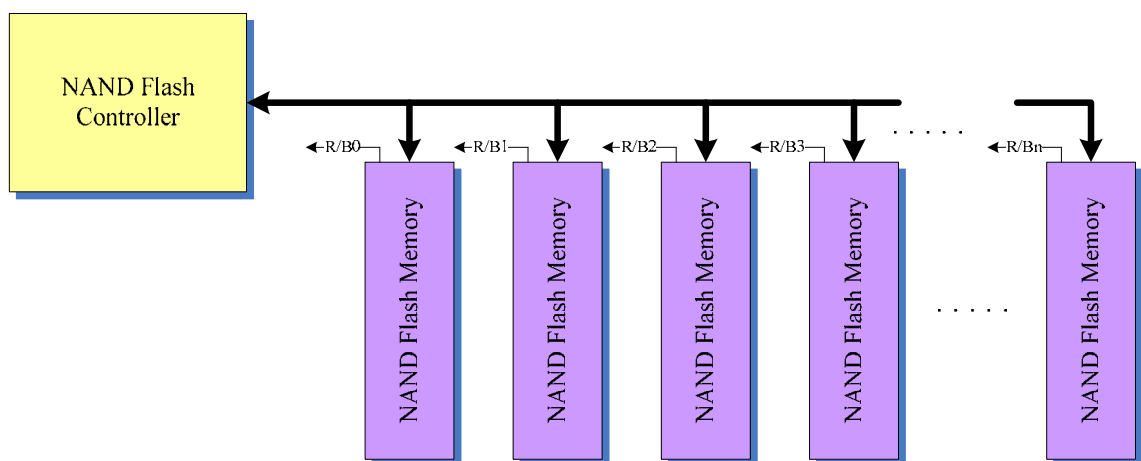 NAND Flash
Controller
R/B0
R/B1
R/B2
R/B3
. . . . .
R/Bn
NAND Flash Memory
NAND Flash Memory
NAND Flash Memory
NAND Flash Memory
. . . . .
NAND Flash Memory